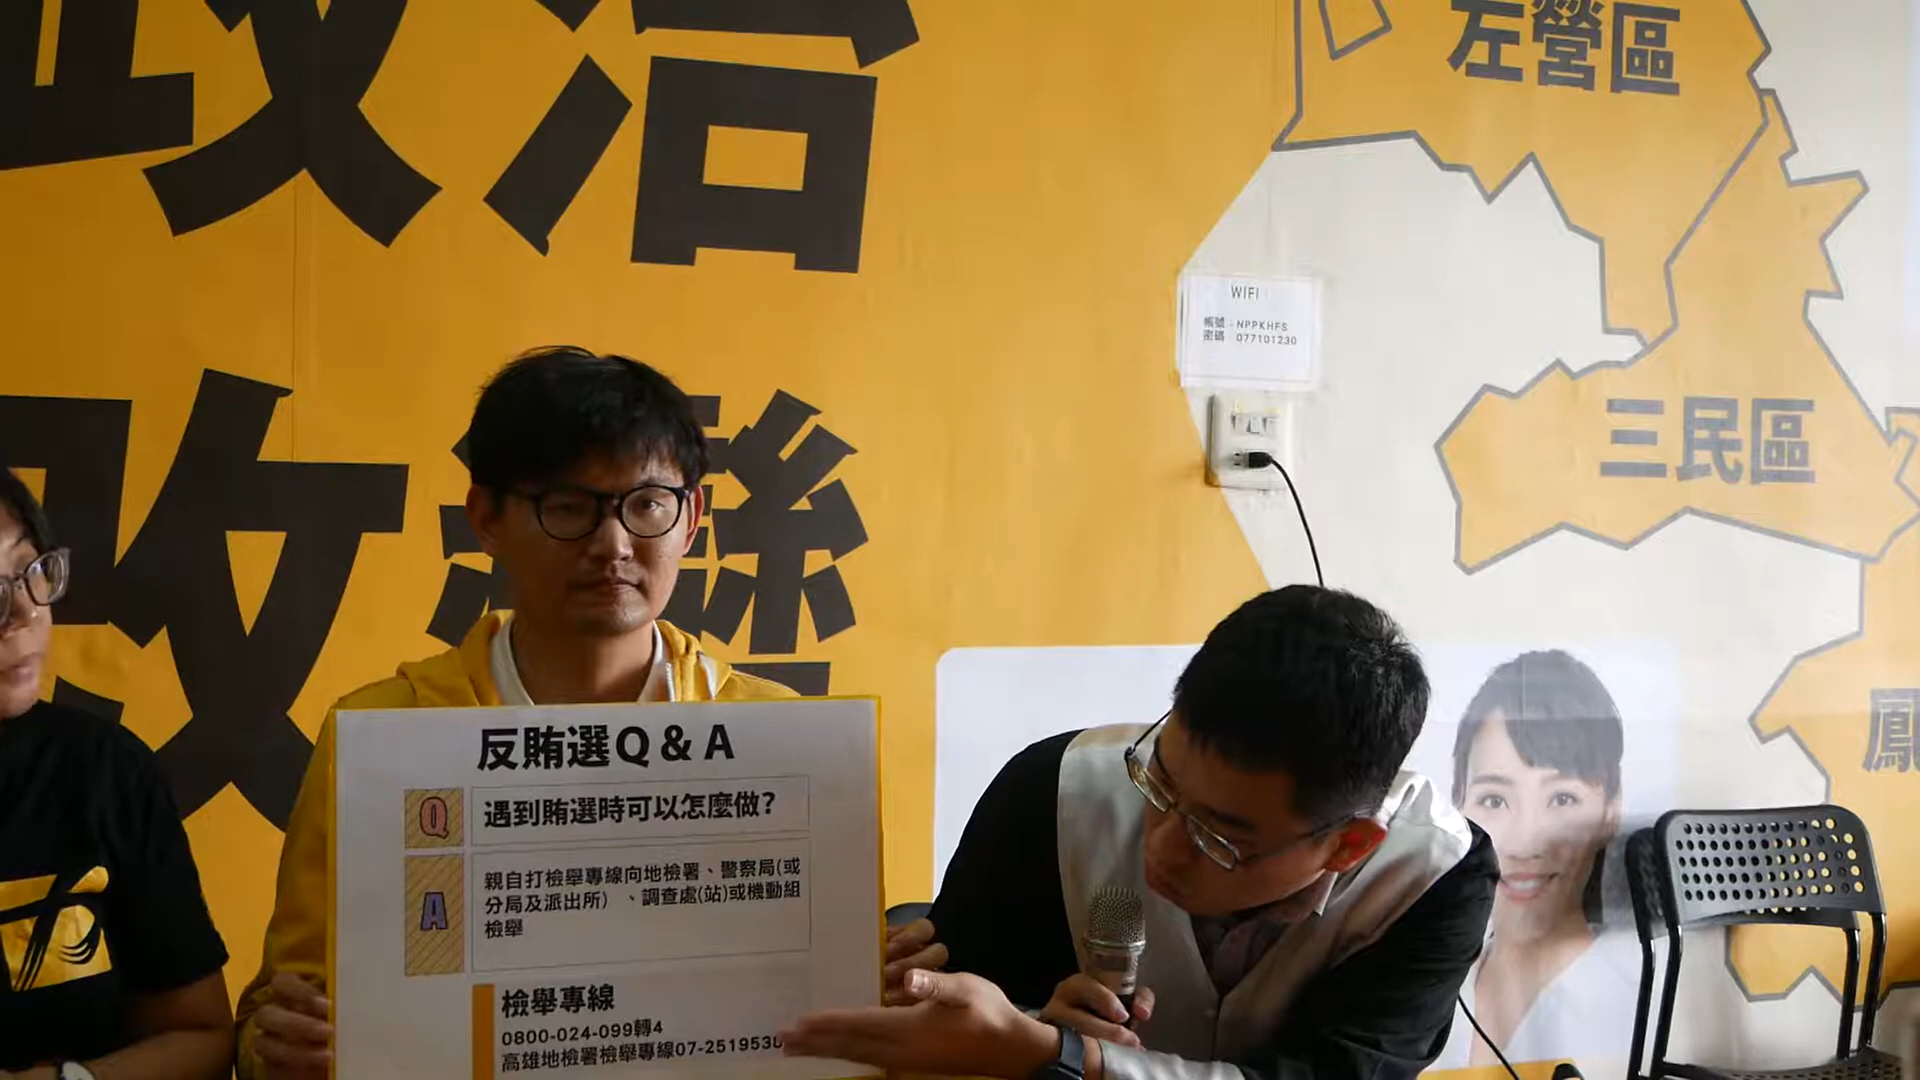 政治
改變
左營區
WIFI
帳號：NPPKHFS
密碼 077101230
三民區
鳳
反賄選Q & A
Q 遇到賄選時可以怎麼做？
A 親自打檢舉專線向地檢署、警察局(或
分局及派出所) 、調查處(站)或機動組
檢舉
檢舉專線
0800-024-099轉4
高雄地檢署檢舉專線07-251953